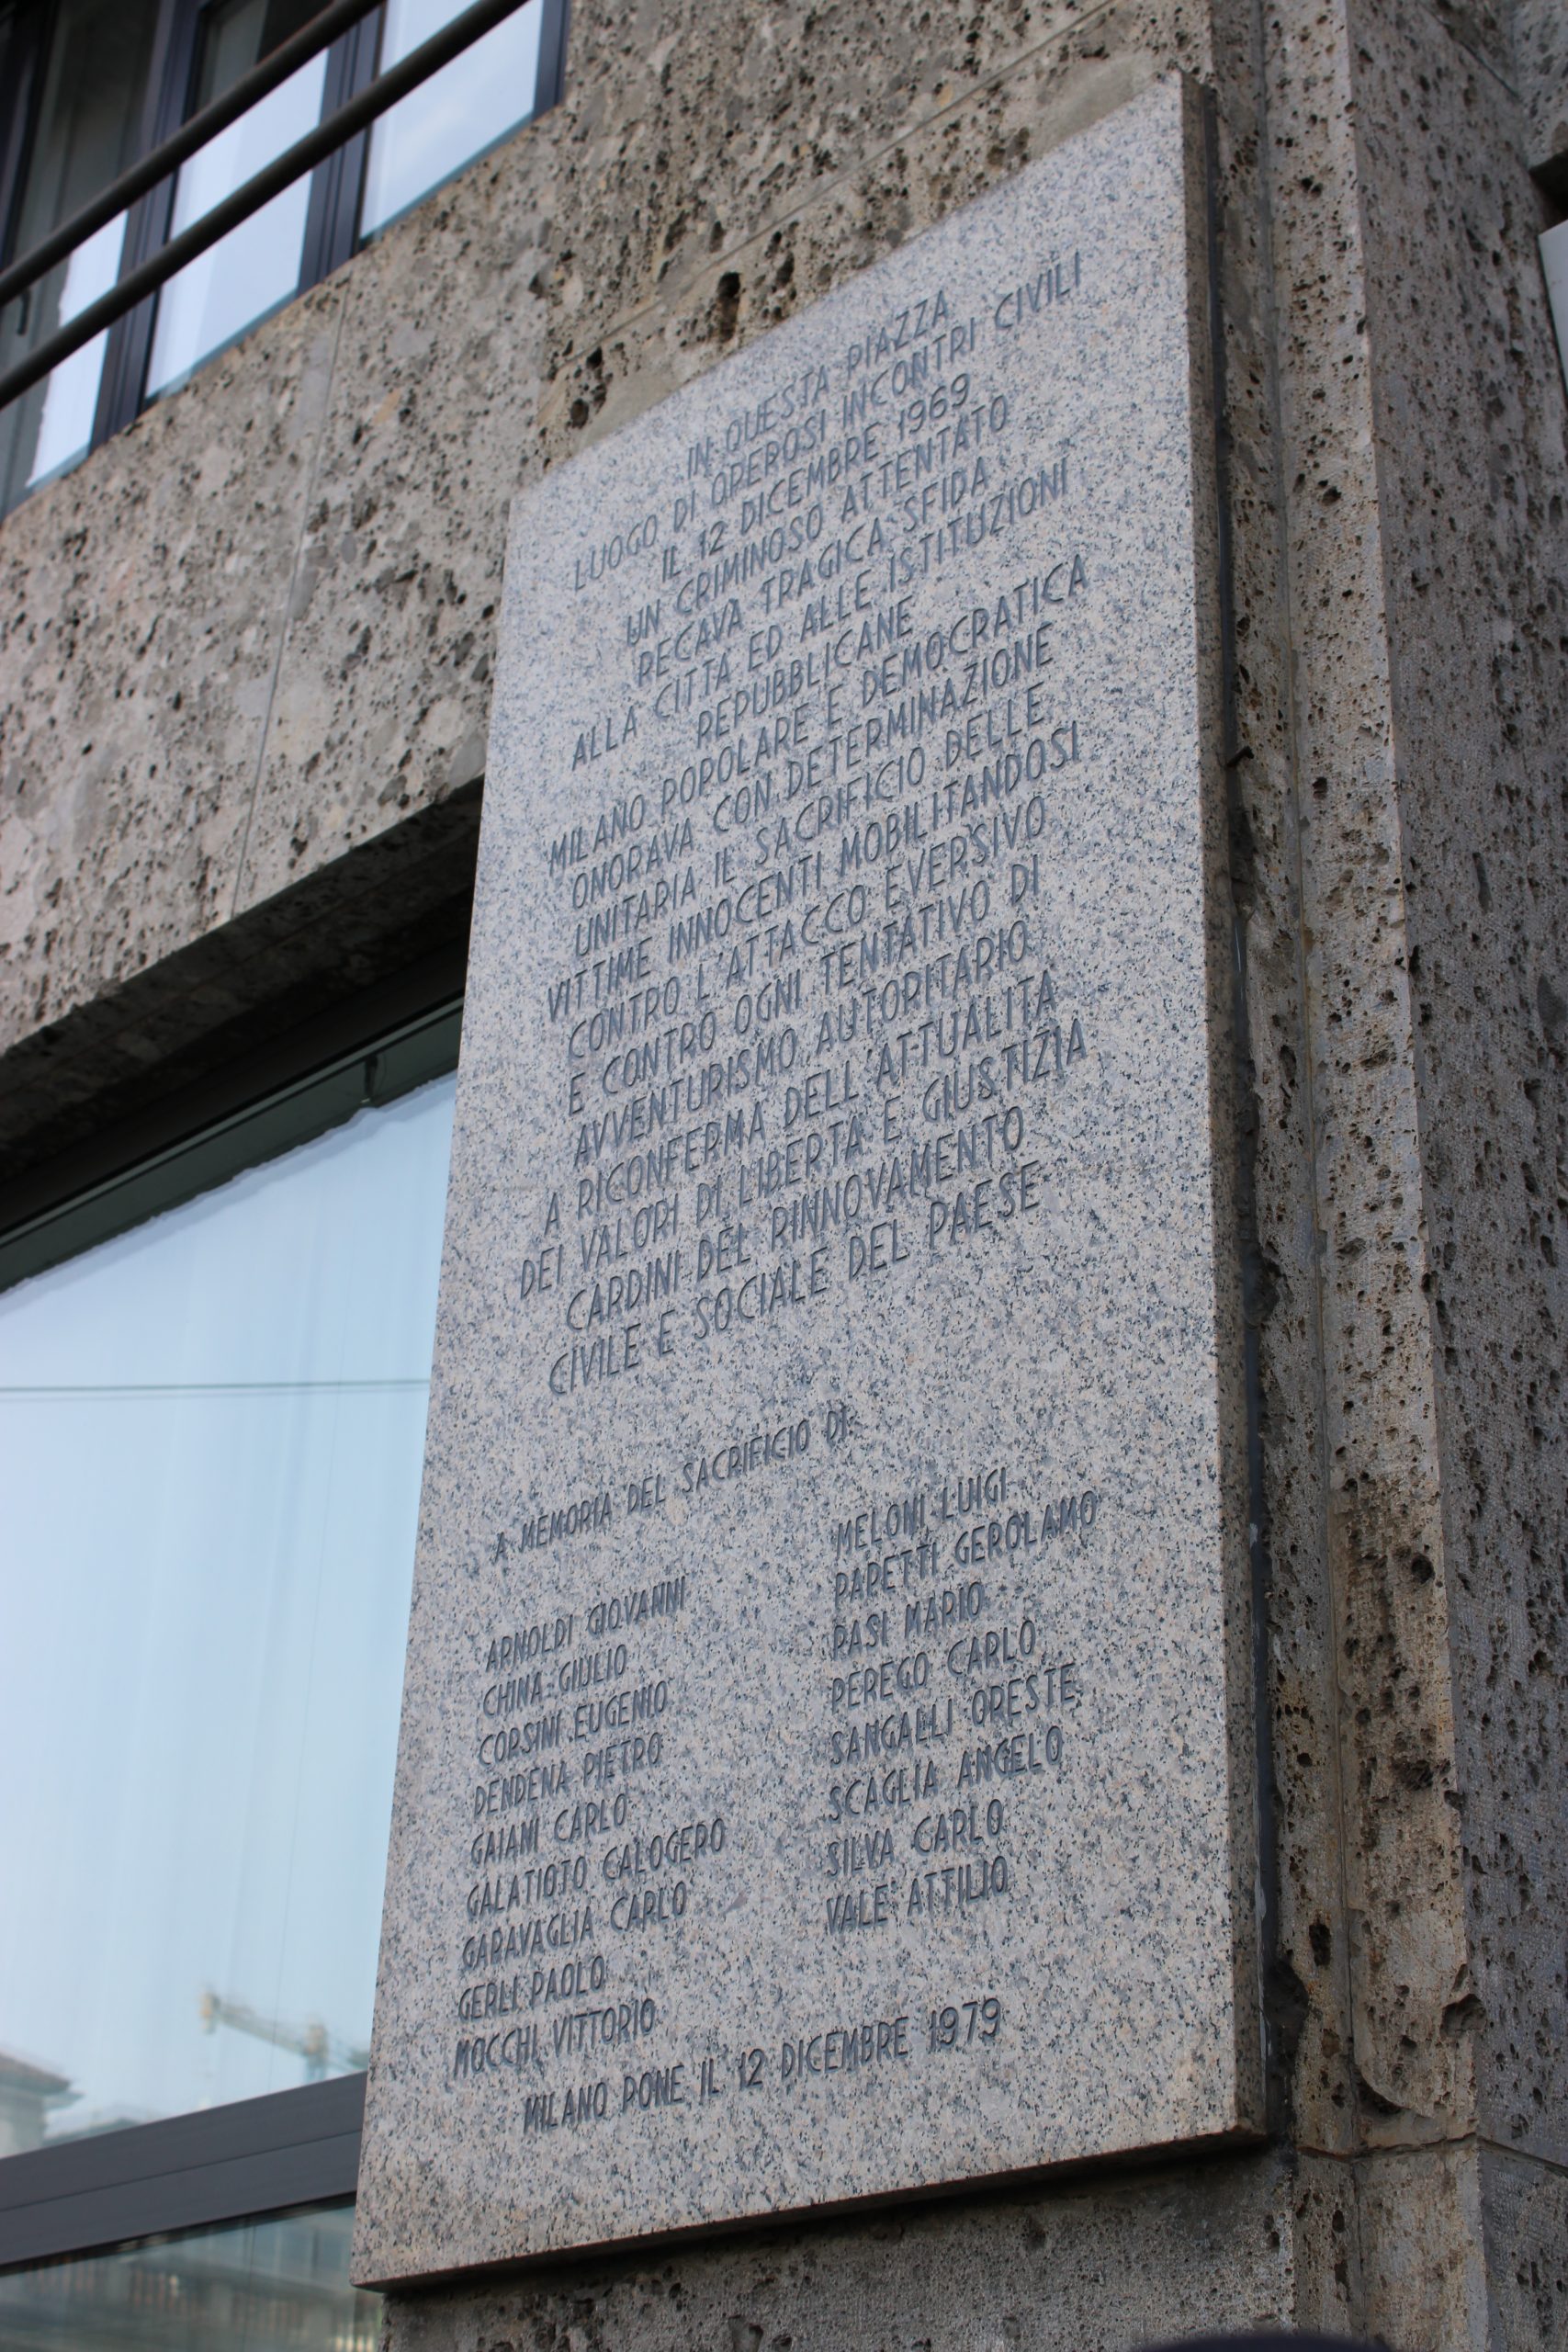 IN QUESTA PIAZZA
LUOGO DI OPEROSI INCONTRI CIVILI
IL 12 DICEMBRE 1969
UN CRIMINOSO ATTENTATO
RECAVA TRAGICA SFIDA
ALLA CITTA ED ALLE ISTITUZIONI
REPUBBLICANE
MILANO POPOLARE E DEMOCRATICA
ONORAVA CON DETERMINAZIONE
UNITARIA IL SACRIFICIO DELLE
VITTIME INNOCENTI MOBILITANDOSI
CONTRO L'ATTACCO EVERSIVO
E CONTRO OGNI TENTATIVO DI
AVVENTURISMO AUTORITARIO
A RICONFERMA DELL'ATTUALITA
DEI VALORI DI LIBERTA E GIUSTIZIA
CARDINI DEL RINNOVAMENTO
CIVILE E SOCIALE DEL PAESE
A MEMORIA DEL SACRIFICIO DI:
ARNOLDI GIOVANNI
CHINA GIULIO
CORSINI EUGENIO
DENDENA PIETRO
GAIANI CARLO
GALATIOTO CALOGERO
GARAVAGLIA CARLO
GERLI PAOLO
MOCCHI VITTORIO
MELONI LUIGI
PAPETTI GEROLAMO
PASI MARIO
PEREGO CARLO
SANGALLI ORESTE
SCAGLIA ANGELO
SILVA CARLO
VALE' ATTILIO
MILANO PONE IL 12 DICEMBRE 1979